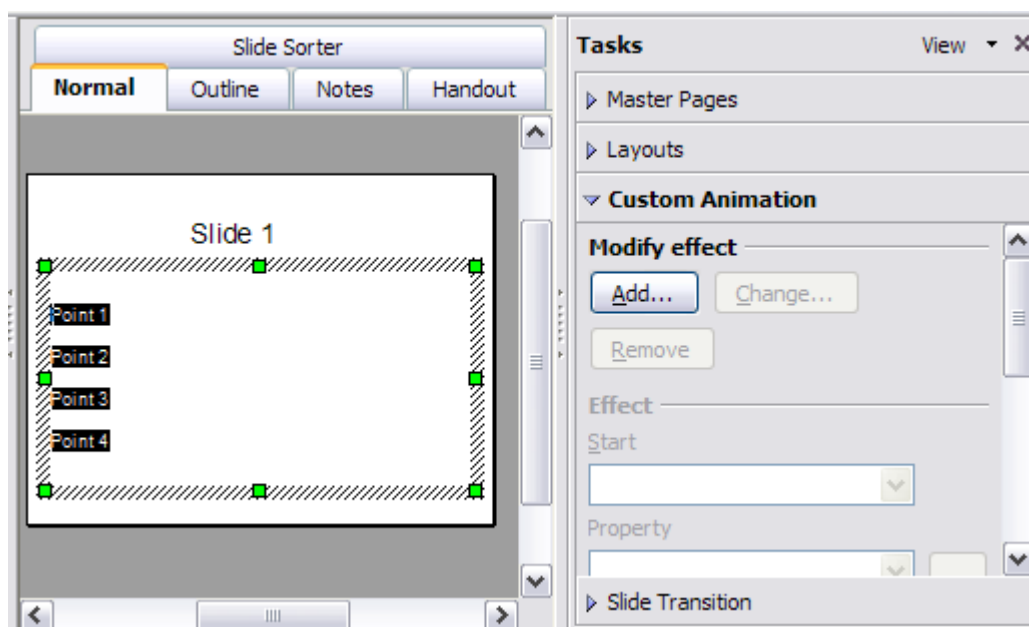 Slide Sorter
Normal Outline Notes Handout
Slide 1
Point 1
Point 2
Point 3
Point 4
Tasks View
Master Pages
Layouts
Custom Animation
Modify effect
Add... Change...
Remove
Effect
Start
Property
Slide Transition